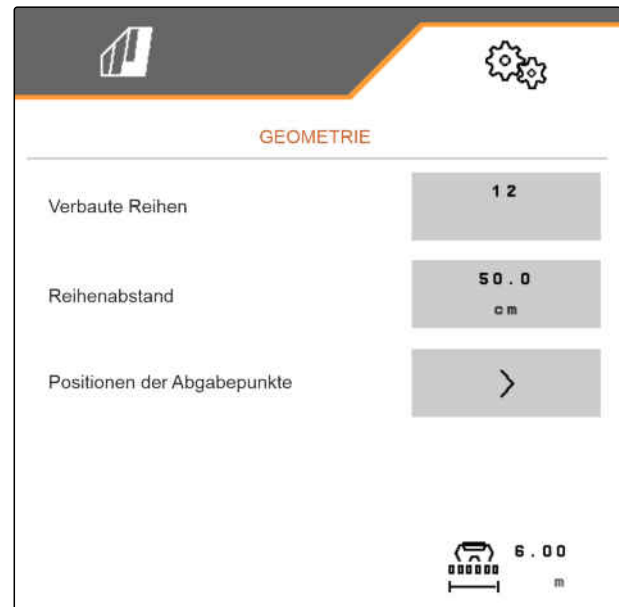 GEOMETRIE
Verbaute Reihen
12
Reihenabstand
50.0
cm
Positionen der Abgabepunkte
6.00
m